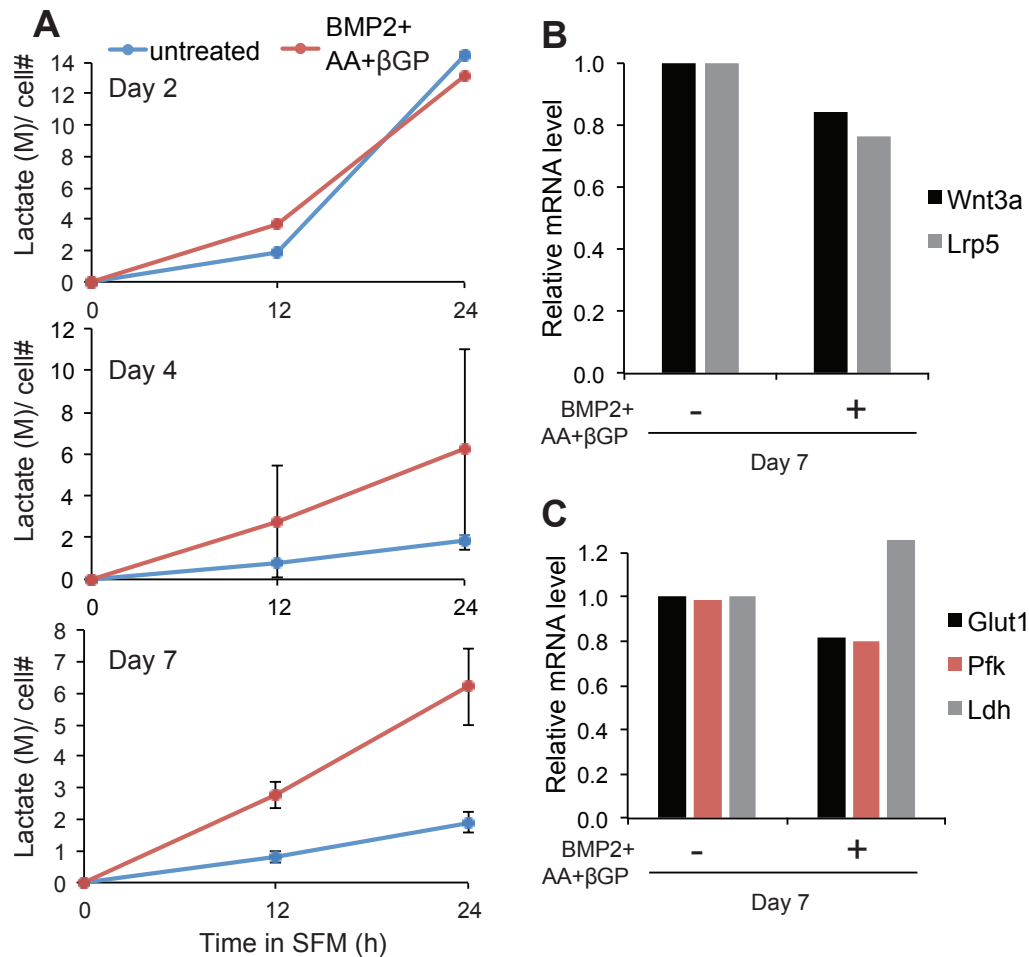 A
untreated
BMP2+
AA+βGP
Day 2
Lactate (M)/ cell#
14
12
10
8
6
4
2
0
0 12 24
Day 4
Lactate (M)/ cell#
12
10
8
6
4
2
0
0 12 24
Day 7
Lactate (M)/ cell#
8
7
6
5
4
3
2
1
0
0 12 24
Time in SFM (h)
B
Relative mRNA level
1.0
0.8
0.6
0.4
0.2
0.0
Wnt3a
Lrp5
BMP2+
AA+βGP
- +
Day 7
C
Relative mRNA level
1.2
1.0
0.8
0.6
0.4
0.2
0.0
Glut1
Pfk
Ldh
BMP2+
AA+βGP
- +
Day 7